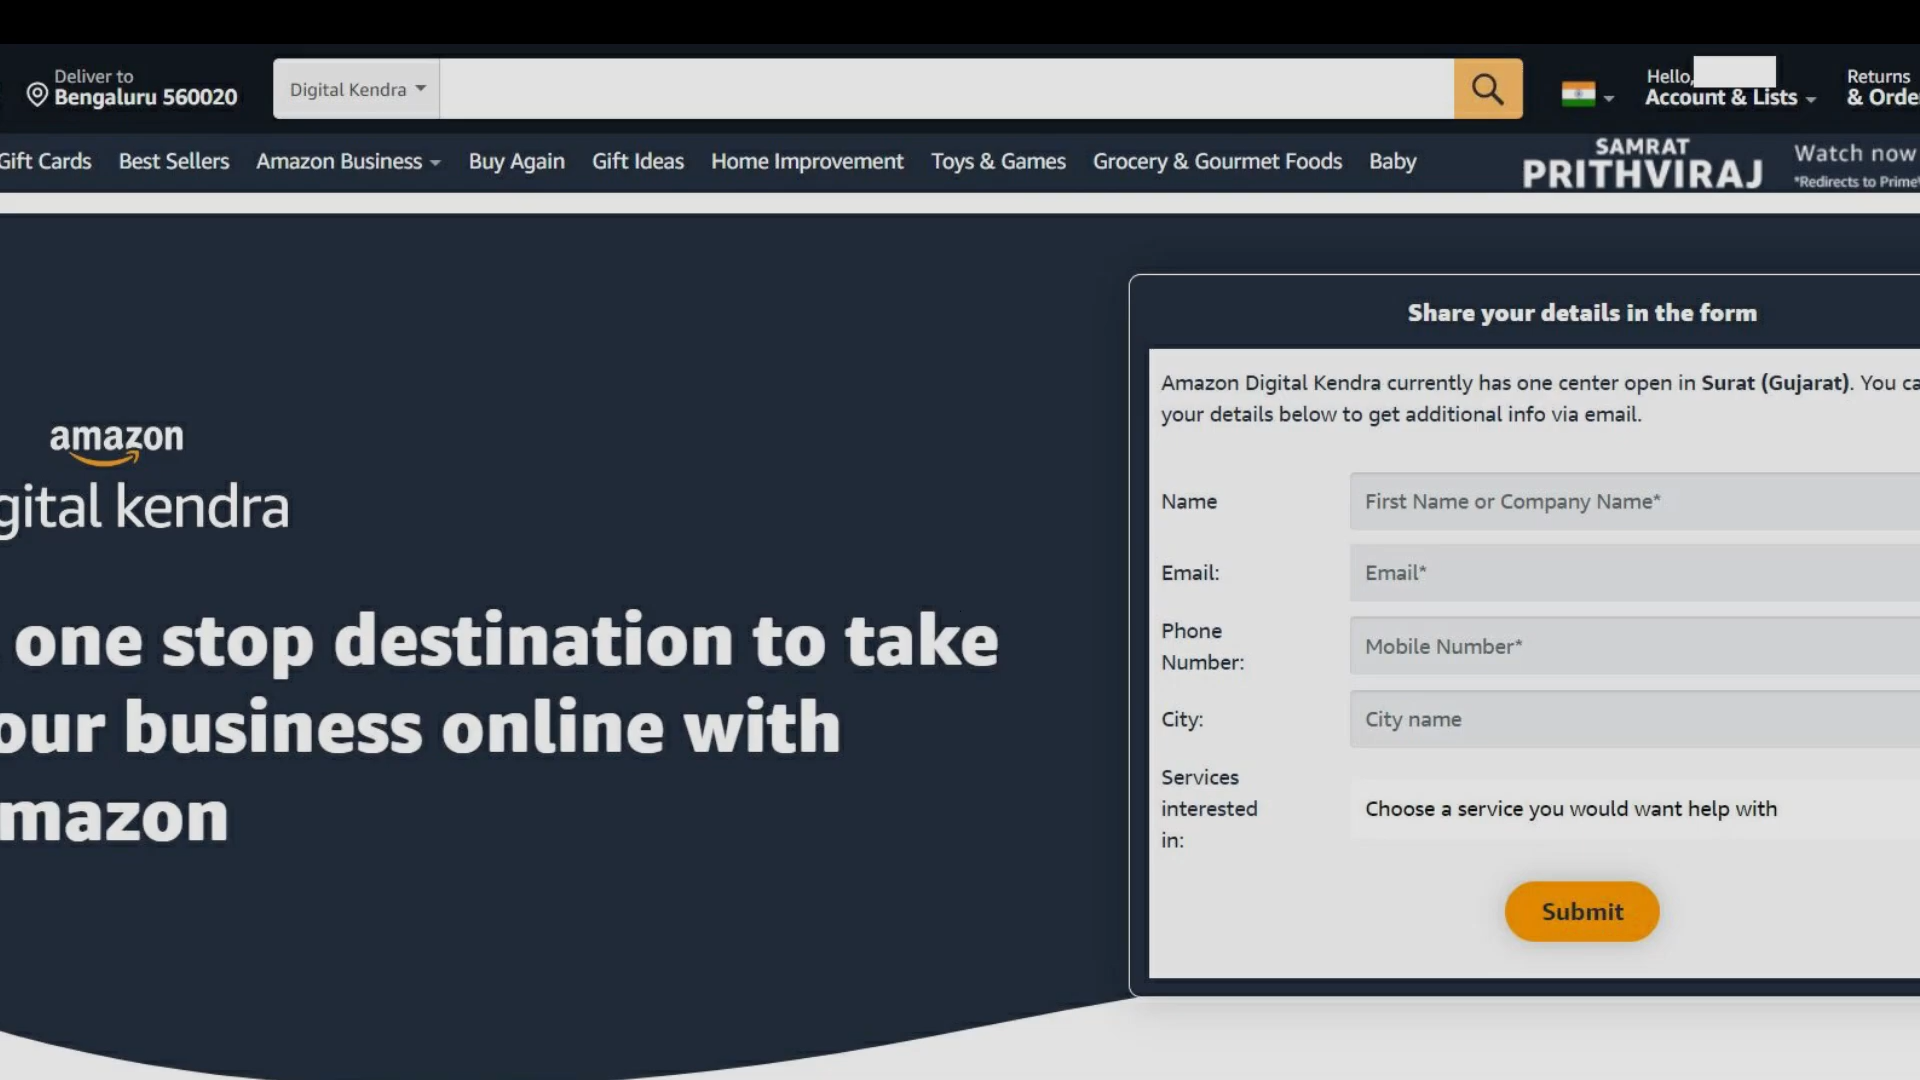 Deliver to
Bengaluru 560020
Digital Kendra
Hello,
Account & Lists
Returns
& Orde
Gift Cards Best Sellers Amazon Business Buy Again Gift Ideas Home Improvement Toys & Games Grocery & Gourmet Foods Baby
SAMRAT
PRITHVIRAJ
Watch now
*Redirects to Prime
amazon
gital kendra
one stop destination to take
our business online with
mazon
Share your details in the form
Amazon Digital Kendra currently has one center open in Surat (Gujarat). You ca
your details below to get additional info via email.
Name
First Name or Company Name*
Email:
Email*
Phone
Number:
Mobile Number*
City:
City name
Services
interested
in:
Choose a service you would want help with
Submit